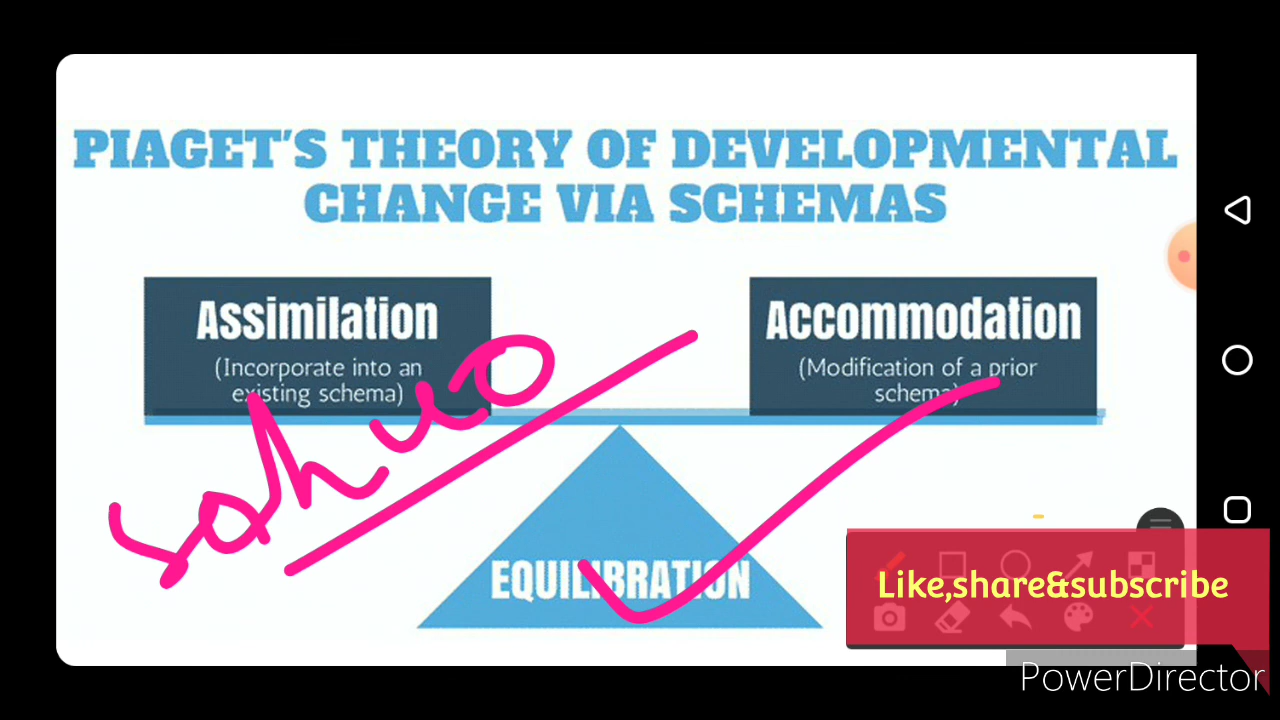 PIAGET'S THEORY OF DEVELOPMENTAL
CHANGE VIA SCHEMAS
Assimilation
(Incorporate into an
existing schema)
Accommodation
(Modification of a prior
schema)
EQUILIBRATION
Like,share&subscribe
PowerDirector